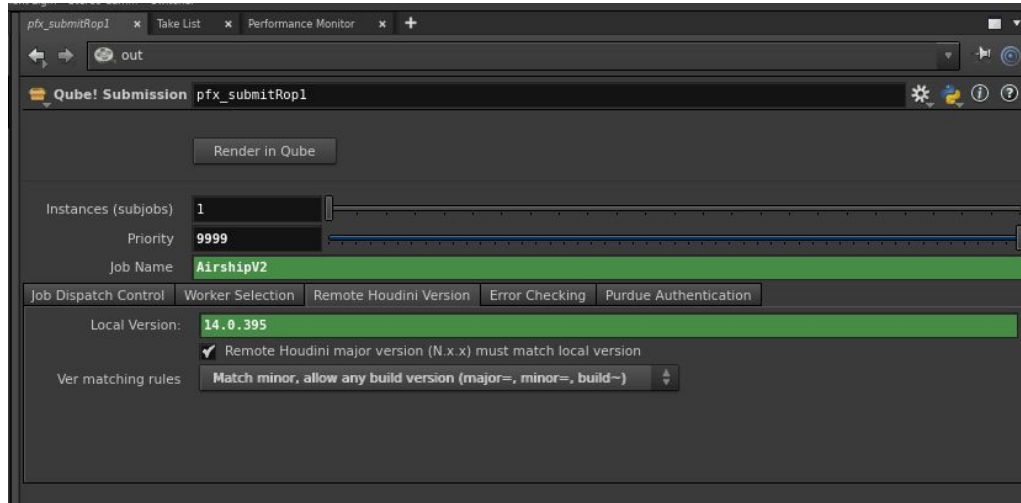 pfx_submitRop1 x Take List x Performance Monitor x +
out
Qube! Submission pfx_submitRop1
Render in Qube
Instances (subjobs) 1
Priority 9999
Job Name AirshipV2
Job Dispatch Control Worker Selection Remote Houdini Version Error Checking Purdue Authentication
Local Version: 14.0.395
Remote Houdini major version (N.x.x) must match local version
Ver matching rules Match minor, allow any build version (major=, minor=, build~)